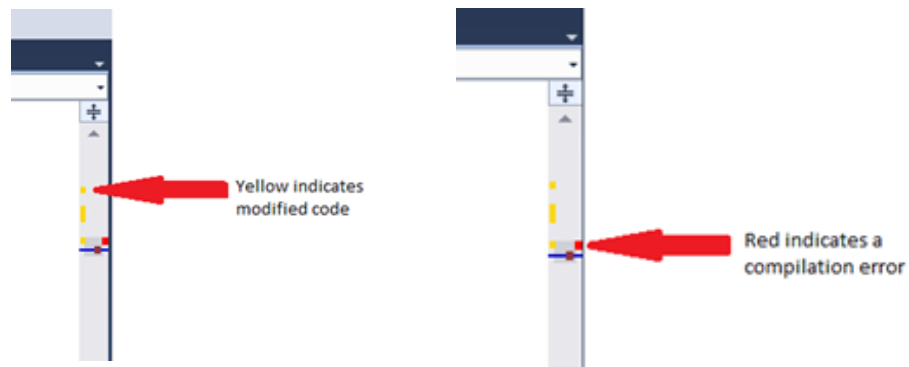 Yellow indicates
modified code
Red indicates a
compilation error